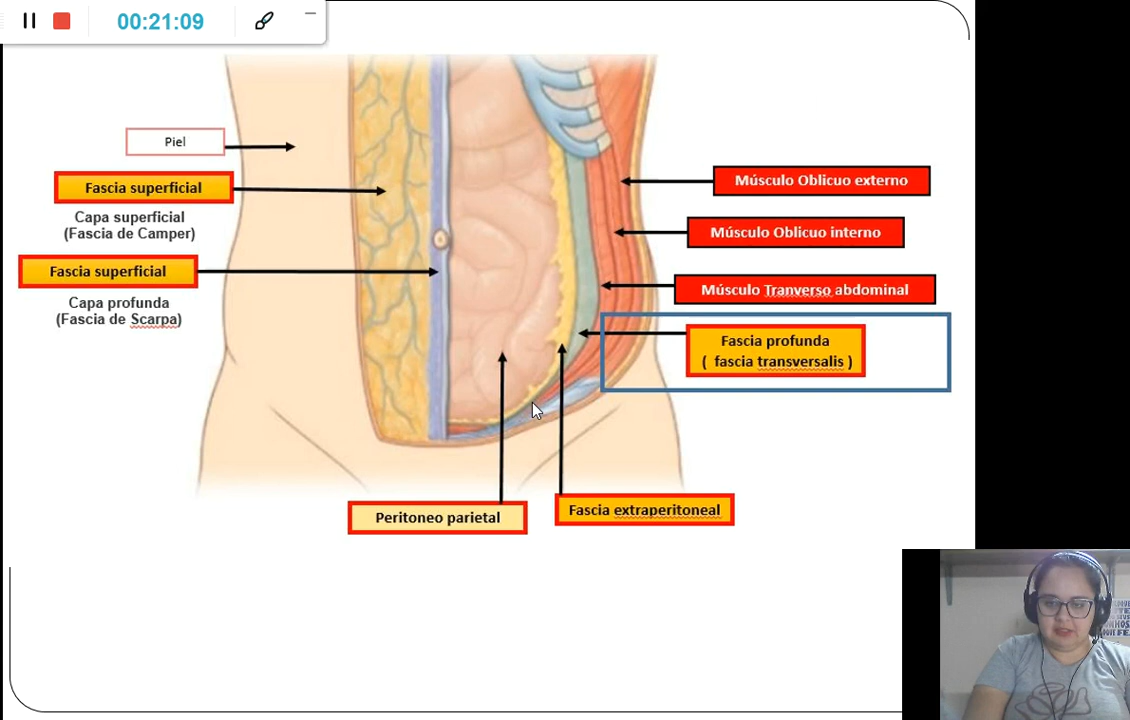 00:21:09
Piel
Fascia superficial
Capa superficial
(Fascia de Camper)
Fascia superficial
Capa profunda
(Fascia de Scarpa)
Músculo Oblicuo externo
Músculo Oblicuo interno
Músculo Tranverso abdominal
Fascia profunda
( fascia transversalis )
Peritoneo parietal
Fascia extraperitoneal